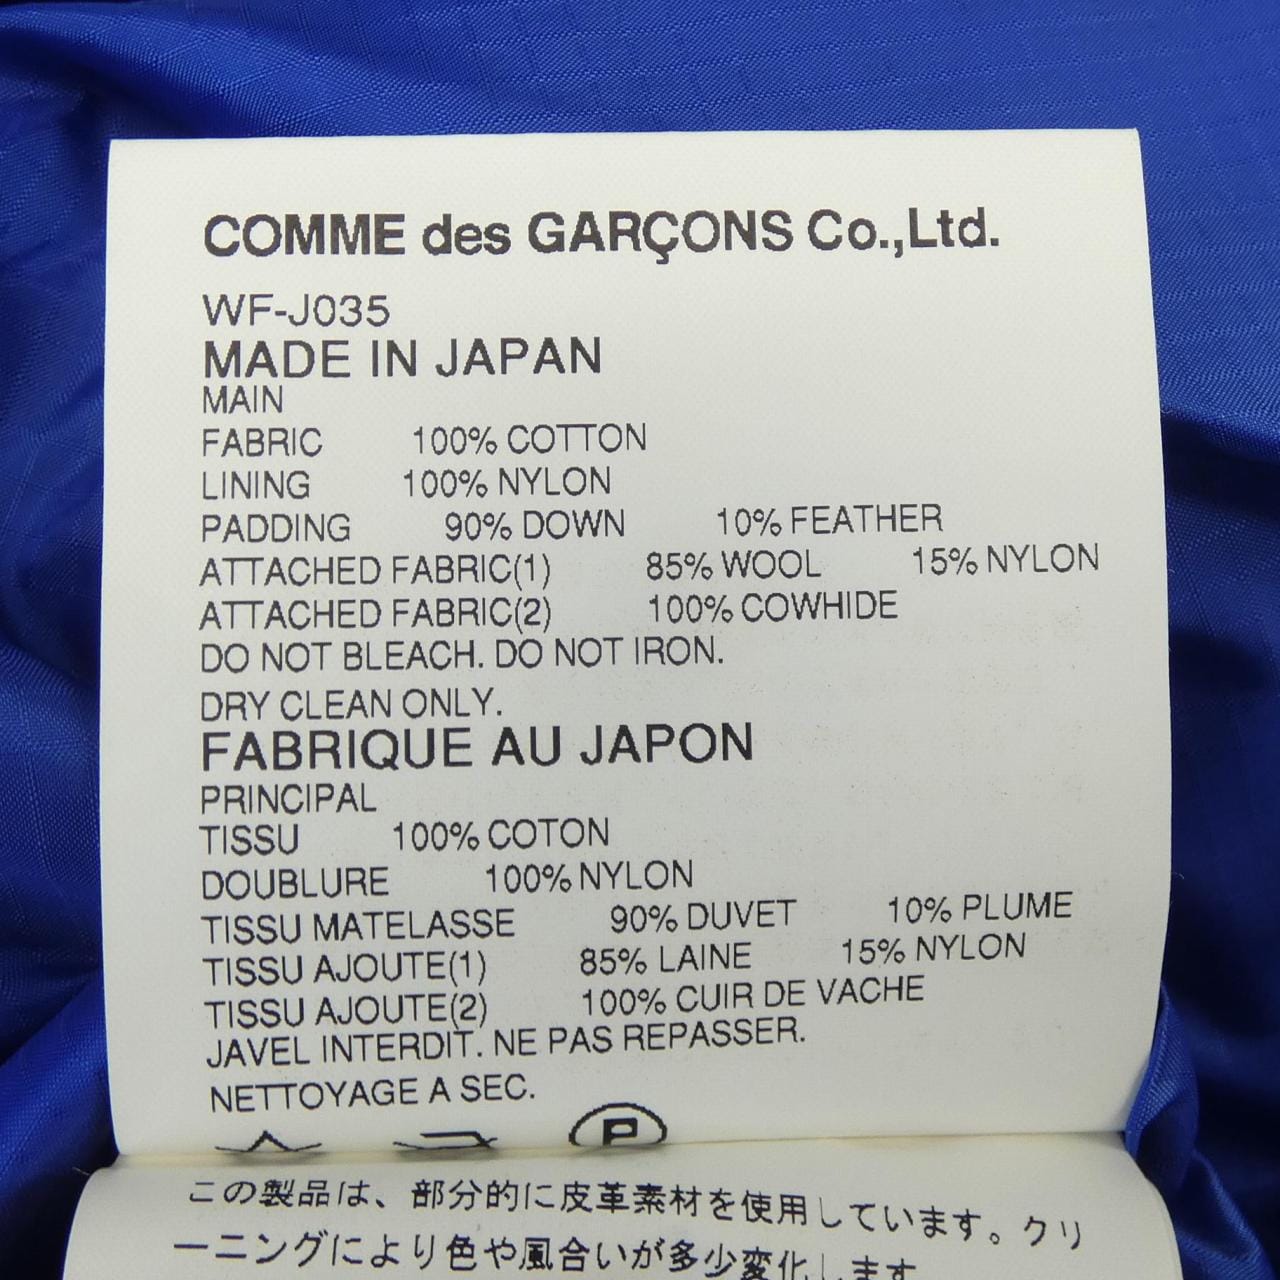 COMME des GARÇONS Co.,Ltd.
WF-J035
MADE IN JAPAN
MAIN
FABRIC 100% COTTON
LINING 100% NYLON
PADDING 90% DOWN 10% FEATHER
ATTACHED FABRIC(1) 85% WOOL 15% NYLON
ATTACHED FABRIC(2) 100% COWHIDE
DO NOT BLEACH. DO NOT IRON.
DRY CLEAN ONLY.
FABRIQUE AU JAPON
PRINCIPAL
TISSU 100% COTON
DOUBLURE 100% NYLON
TISSU MATELASSE 90% DUVET 10% PLUME
TISSU AJOUTE(1) 85% LAINE 15% NYLON
TISSU AJOUTE(2) 100% CUIR DE VACHE
JAVEL INTERDIT. NE PAS REPASSER.
NETTOYAGE A SEC.
P
この製品は、部分的に皮革素材を使用しています。クリ
ーニングにより色や風合いが多少変化します